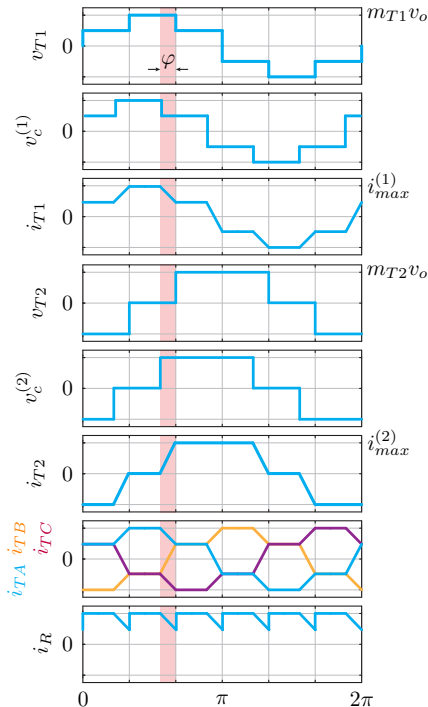 v_{T1} 0 m_{T1}v_o
φ
v_c^{(1)} 0
i_{T1} 0 i_{max}^{(1)}
v_{T2} 0 m_{T2}v_o
v_c^{(2)} 0
i_{T2} 0 i_{max}^{(2)}
i_{TA} i_{TB} i_{TC} 0
i_R 0
0 π 2π